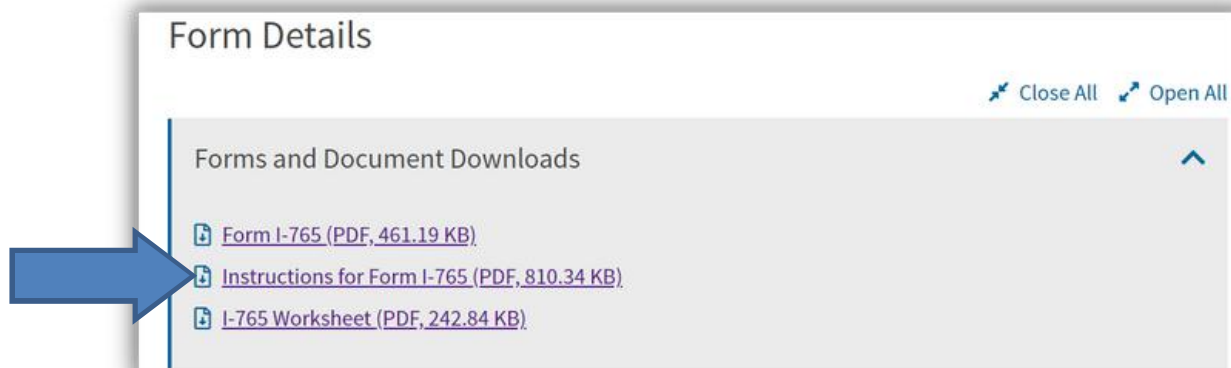 Form Details
Close All Open All
Forms and Document Downloads
Form I-765 (PDF, 461.19 KB)
Instructions for Form I-765 (PDF, 810.34 KB)
I-765 Worksheet (PDF, 242.84 KB)